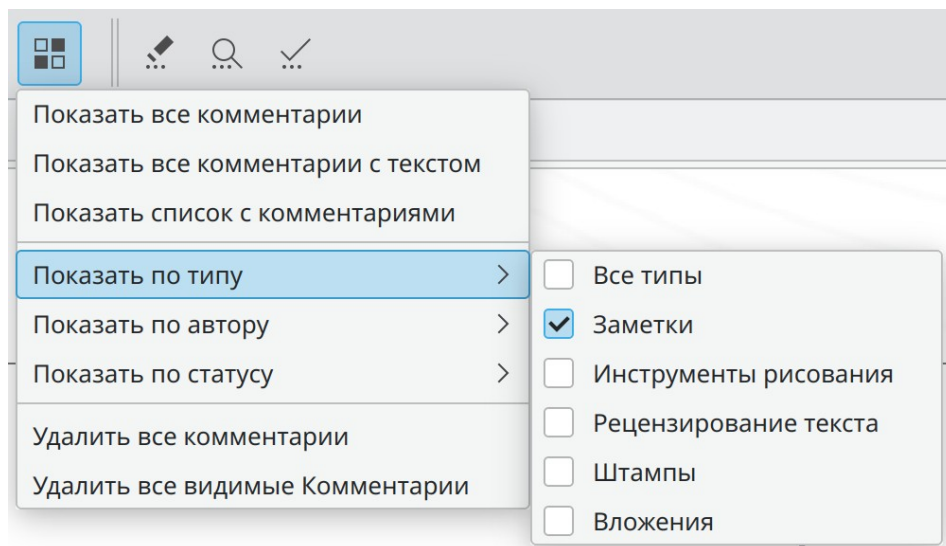 Показать все комментарии
Показать все комментарии с текстом
Показать список с комментариями
Показать по типу
Показать по автору
Показать по статусу
Удалить все комментарии
Удалить все видимые Комментарии
Все типы
Заметки
Инструменты рисования
Рецензирование текста
Штампы
Вложения